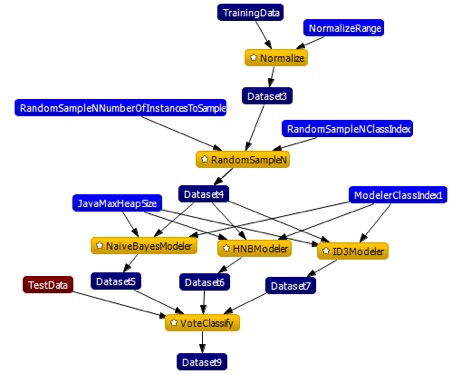 TrainingData
NormalizeRange
Normalize
Dataset3
RandomSampleNNumberOfInstancesToSample
RandomSampleNClassIndex
RandomSampleN
Dataset4
JavaMaxHeapSize
ModelerClassIndex1
NaiveBayesModeler
HNBModeler
ID3Modeler
TestData
Dataset5
Dataset6
Dataset7
VoteClassify
Dataset9